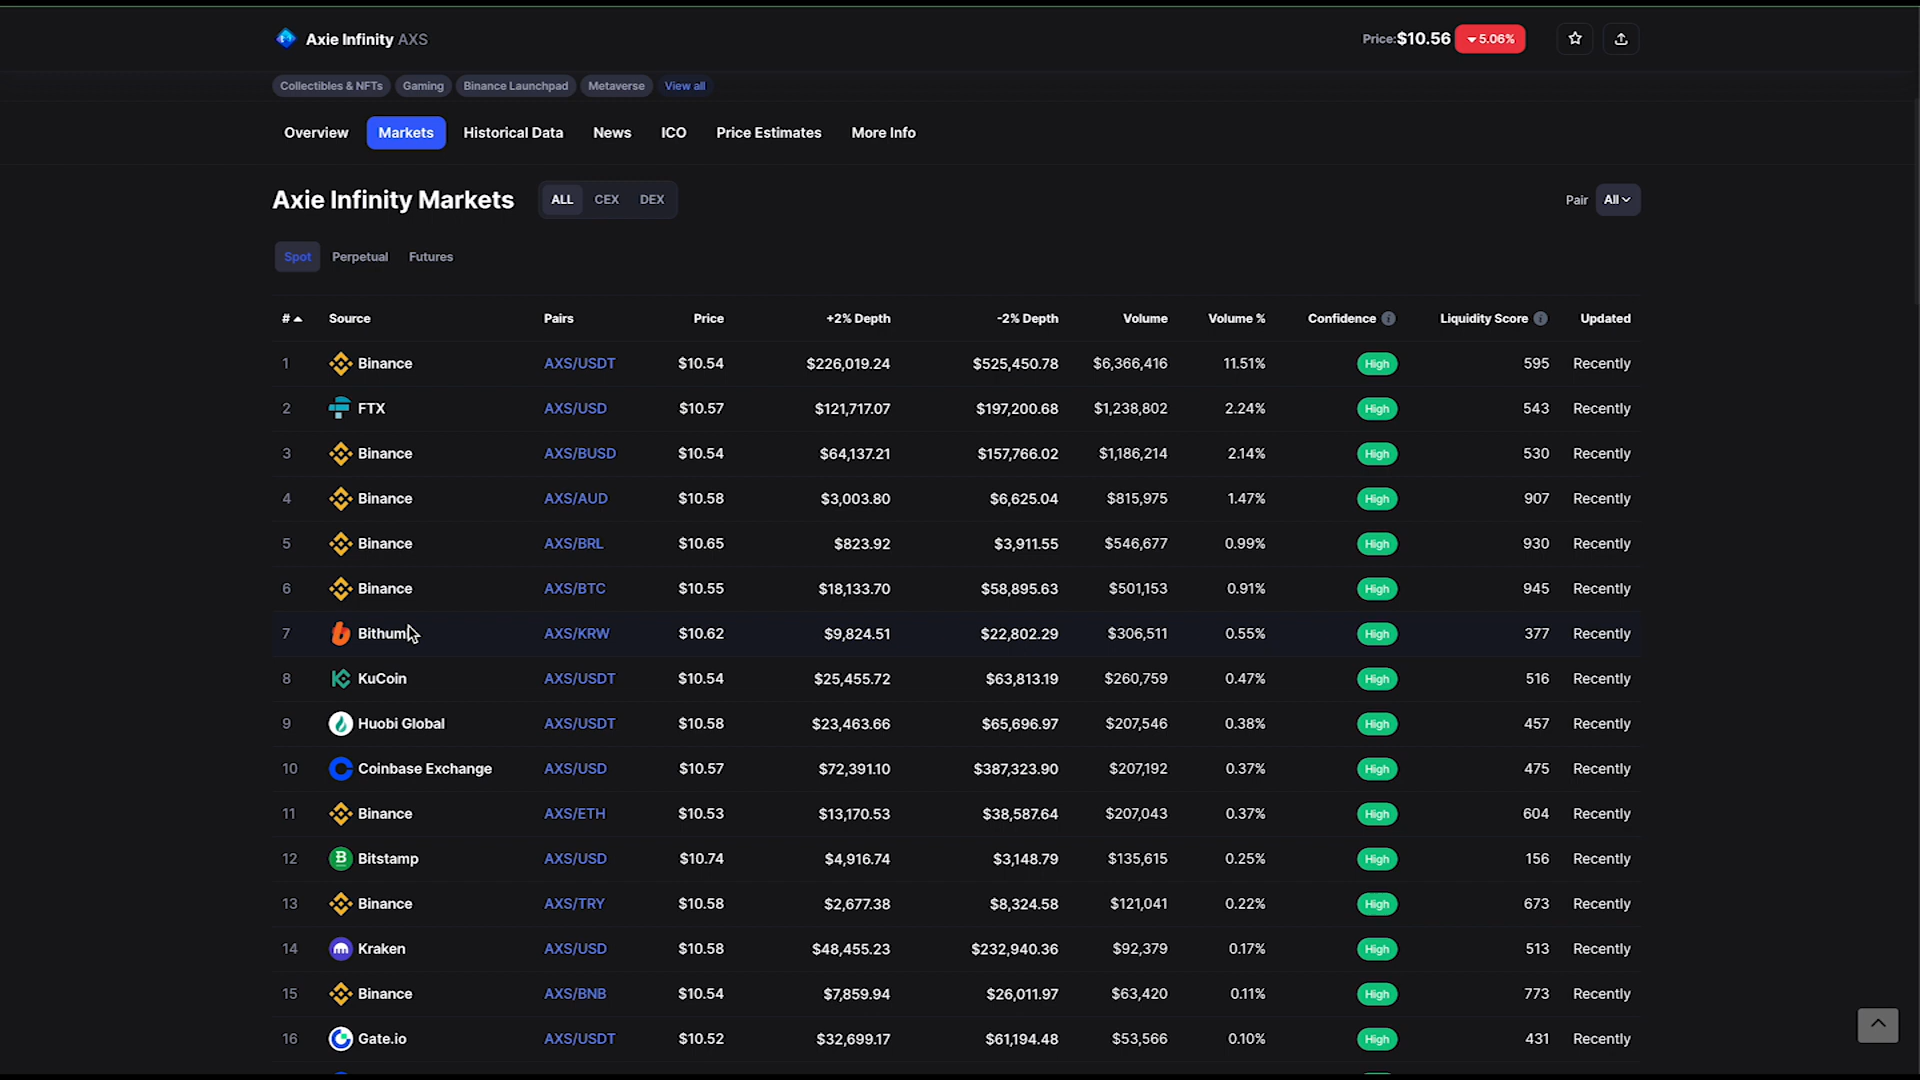 Axie Infinity AXS Price:$10.56 5.06%
Collectibles & NFTs Gaming Binance Launchpad Metaverse View all
Overview Markets Historical Data News ICO Price Estimates More Info
Axie Infinity Markets ALL CEX DEX Pair All
Spot Perpetual Futures
# Source Pairs Price +2% Depth -2% Depth Volume Volume % Confidence Liquidity Score Updated
1 Binance AXS/USDT $10.54 $226,019.24 $525,450.78 $6,366,416 11.51% High 595 Recently
2 FTX AXS/USD $10.57 $121,717.07 $197,200.68 $1,238,802 2.24% High 543 Recently
3 Binance AXS/BUSD $10.54 $64,137.21 $157,766.02 $1,186,214 2.14% High 530 Recently
4 Binance AXS/AUD $10.58 $3,003.80 $6,625.04 $815,975 1.47% High 907 Recently
5 Binance AXS/BRL $10.65 $823.92 $3,911.55 $546,677 0.99% High 930 Recently
6 Binance AXS/BTC $10.55 $18,133.70 $58,895.63 $501,153 0.91% High 945 Recently
7 Bithumb AXS/KRW $10.62 $9,824.51 $22,802.29 $306,511 0.55% High 377 Recently
8 KuCoin AXS/USDT $10.54 $25,455.72 $63,813.19 $260,759 0.47% High 516 Recently
9 Huobi Global AXS/USDT $10.58 $23,463.66 $65,696.97 $207,546 0.38% High 457 Recently
10 Coinbase Exchange AXS/USD $10.57 $72,391.10 $387,323.90 $207,192 0.37% High 475 Recently
11 Binance AXS/ETH $10.53 $13,170.53 $38,587.64 $207,043 0.37% High 604 Recently
12 Bitstamp AXS/USD $10.74 $4,916.74 $3,148.79 $135,615 0.25% High 156 Recently
13 Binance AXS/TRY $10.58 $2,677.38 $8,324.58 $121,041 0.22% High 673 Recently
14 Kraken AXS/USD $10.58 $48,455.23 $232,940.36 $92,379 0.17% High 513 Recently
15 Binance AXS/BNB $10.54 $7,859.94 $26,011.97 $63,420 0.11% High 773 Recently
16 Gate.io AXS/USDT $10.52 $32,699.17 $61,194.48 $53,566 0.10% High 431 Recently